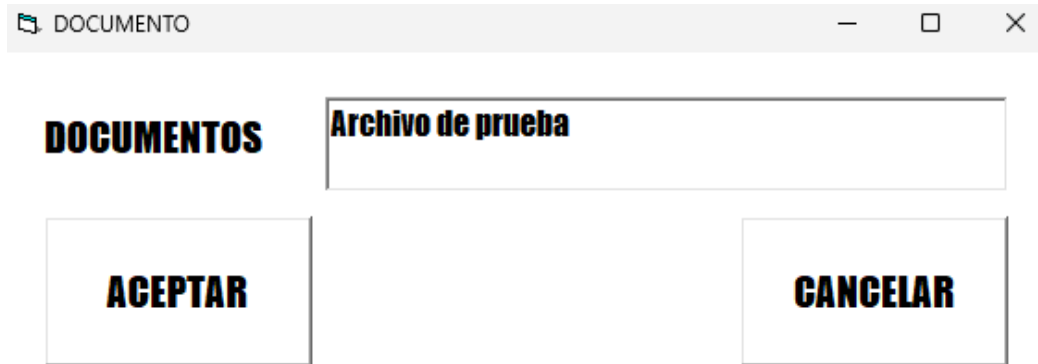 DOCUMENTO
DOCUMENTOS
Archivo de prueba
ACEPTAR
CANCELAR